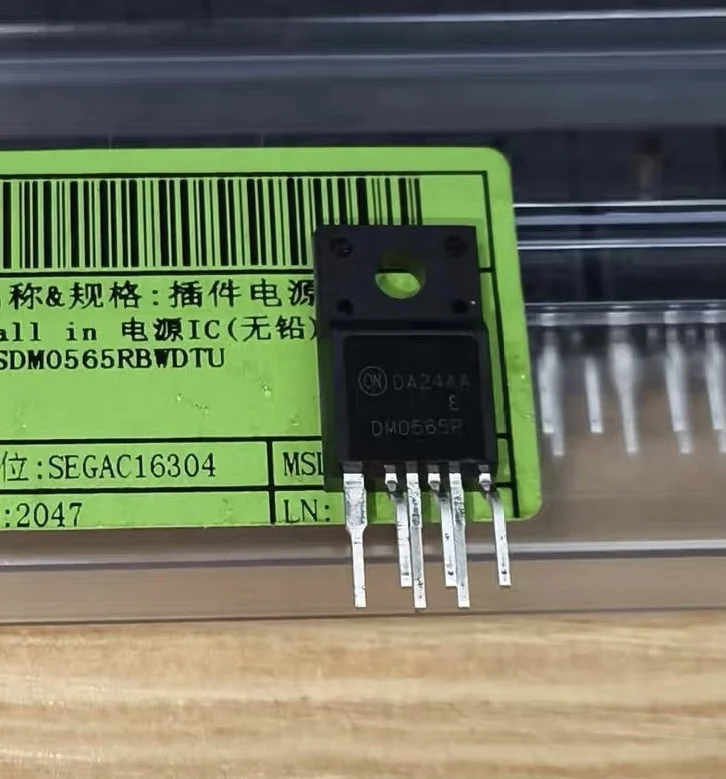 称&规格:插件电源
all in 电源IC(无铅)
SDM0565RBWDTU
位:SEGAC16304
MSL
:2047
LN:
ON DA24AA
E
DM0565R